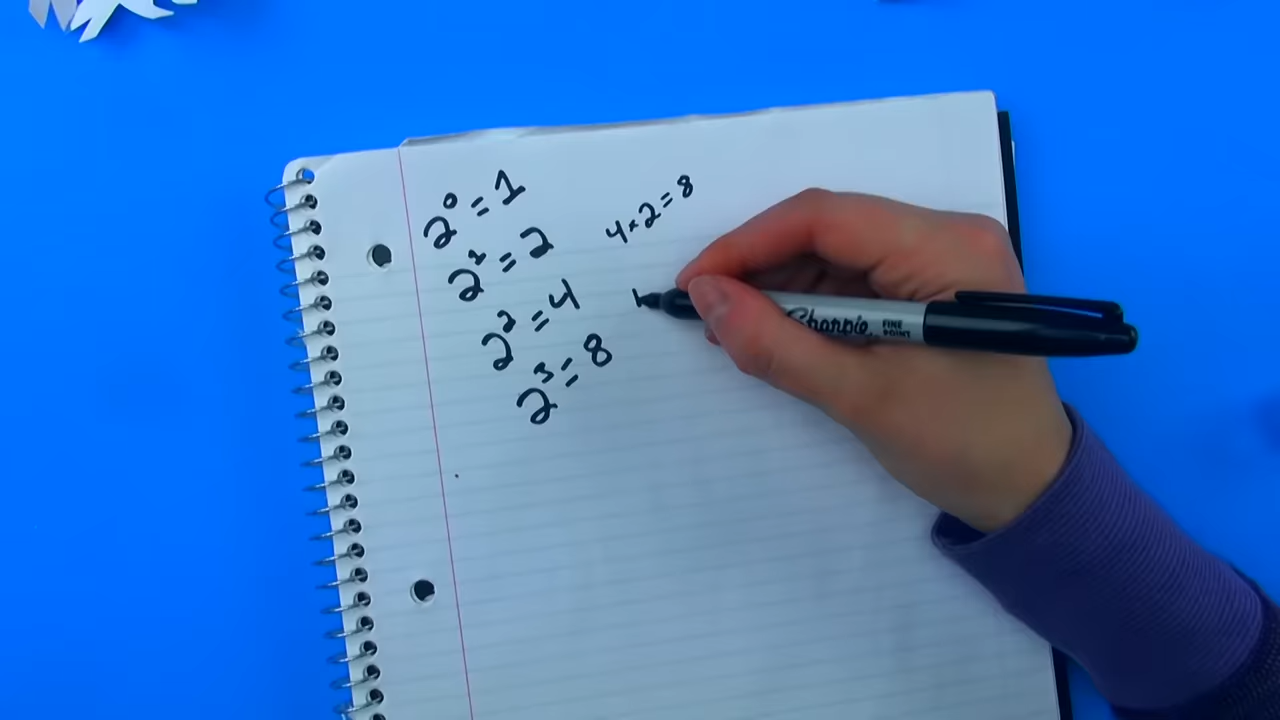 2⁰ = 1
2¹ = 2
2² = 4
2³ = 8
4 × 2 = 8
Sharpie
FINE
POINT